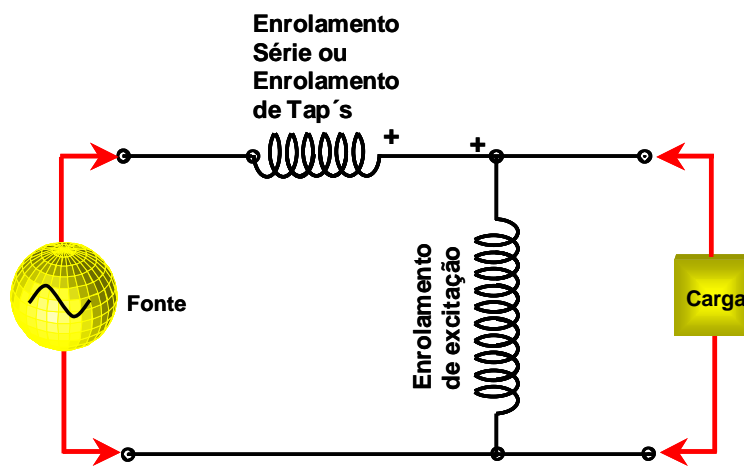 Enrolamento
Série ou
Enrolamento
de Tap´s
+ +
Fonte
Enrolamento
de excitação
Carga